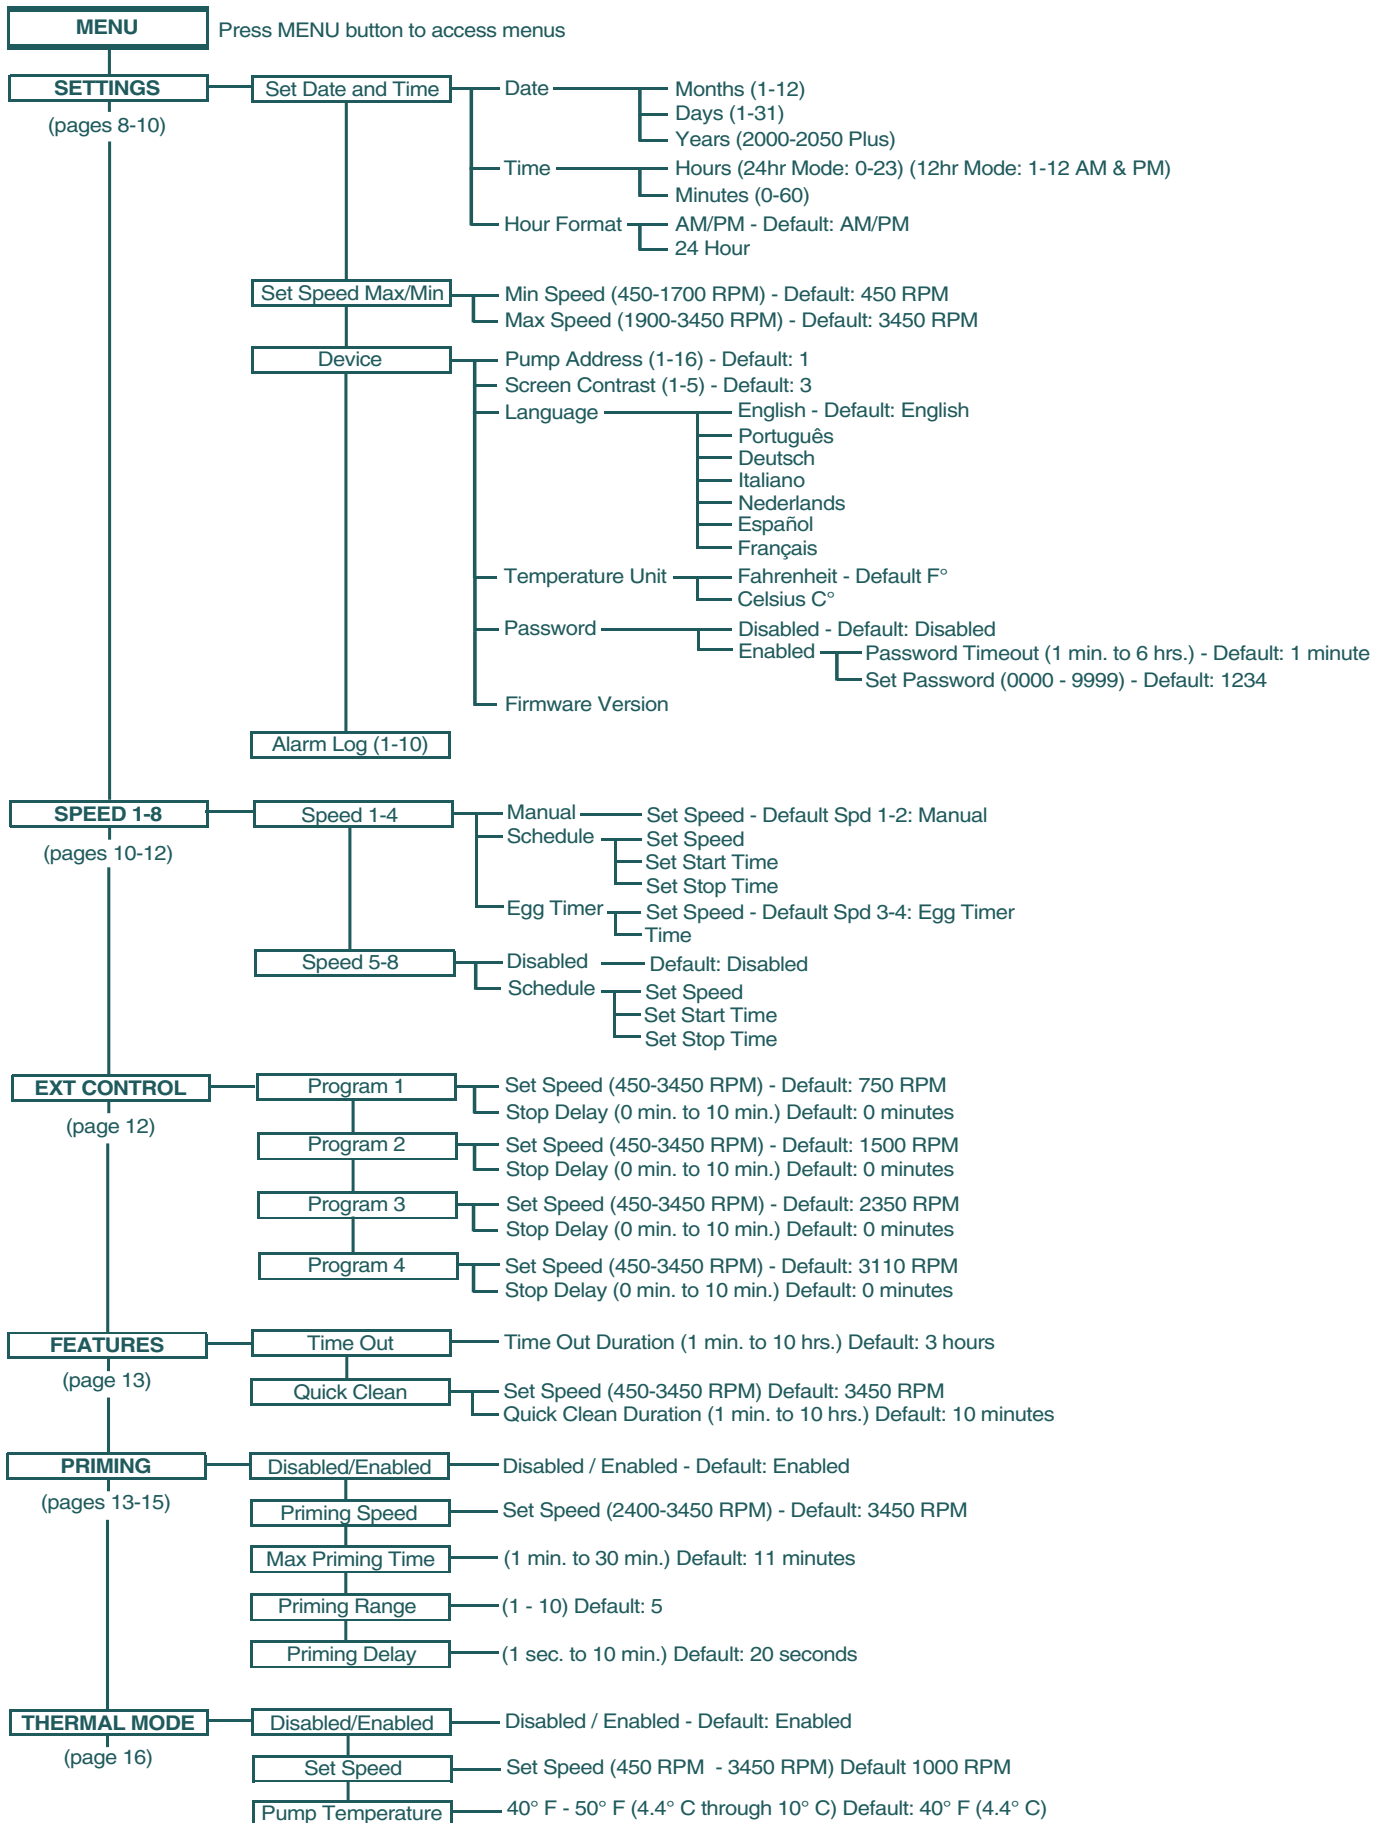 MENU Press MENU button to access menus
SETTINGS Set Date and Time Date Months (1-12)
(pages 8-10) Days (1-31)
Years (2000-2050 Plus)
Time Hours (24hr Mode: 0-23) (12hr Mode: 1-12 AM & PM)
Minutes (0-60)
Hour Format AM/PM - Default: AM/PM
24 Hour
Set Speed Max/Min Min Speed (450-1700 RPM) - Default: 450 RPM
Max Speed (1900-3450 RPM) - Default: 3450 RPM
Device Pump Address (1-16) - Default: 1
Screen Contrast (1-5) - Default: 3
Language English - Default: English
Português
Deutsch
Italiano
Nederlands
Español
Français
Temperature Unit Fahrenheit - Default F°
Celsius C°
Password Disabled - Default: Disabled
Enabled Password Timeout (1 min. to 6 hrs.) - Default: 1 minute
Set Password (0000 - 9999) - Default: 1234
Firmware Version
Alarm Log (1-10)
SPEED 1-8 Speed 1-4 Manual Set Speed - Default Spd 1-2: Manual
(pages 10-12) Schedule Set Speed
Set Start Time
Set Stop Time
Egg Timer Set Speed - Default Spd 3-4: Egg Timer
Time
Speed 5-8 Disabled Default: Disabled
Schedule Set Speed
Set Start Time
Set Stop Time
EXT CONTROL Program 1 Set Speed (450-3450 RPM) - Default: 750 RPM
(page 12) Stop Delay (0 min. to 10 min.) Default: 0 minutes
Program 2 Set Speed (450-3450 RPM) - Default: 1500 RPM
Stop Delay (0 min. to 10 min.) Default: 0 minutes
Program 3 Set Speed (450-3450 RPM) - Default: 2350 RPM
Stop Delay (0 min. to 10 min.) Default: 0 minutes
Program 4 Set Speed (450-3450 RPM) - Default: 3110 RPM
Stop Delay (0 min. to 10 min.) Default: 0 minutes
FEATURES Time Out Time Out Duration (1 min. to 10 hrs.) Default: 3 hours
(page 13) Quick Clean Set Speed (450-3450 RPM) Default: 3450 RPM
Quick Clean Duration (1 min. to 10 hrs.) Default: 10 minutes
PRIMING Disabled/Enabled Disabled / Enabled - Default: Enabled
(pages 13-15) Priming Speed Set Speed (2400-3450 RPM) - Default: 3450 RPM
Max Priming Time (1 min. to 30 min.) Default: 11 minutes
Priming Range (1 - 10) Default: 5
Priming Delay (1 sec. to 10 min.) Default: 20 seconds
THERMAL MODE Disabled/Enabled Disabled / Enabled - Default: Enabled
(page 16) Set Speed Set Speed (450 RPM - 3450 RPM) Default 1000 RPM
Pump Temperature 40° F - 50° F (4.4° C through 10° C) Default: 40° F (4.4° C)